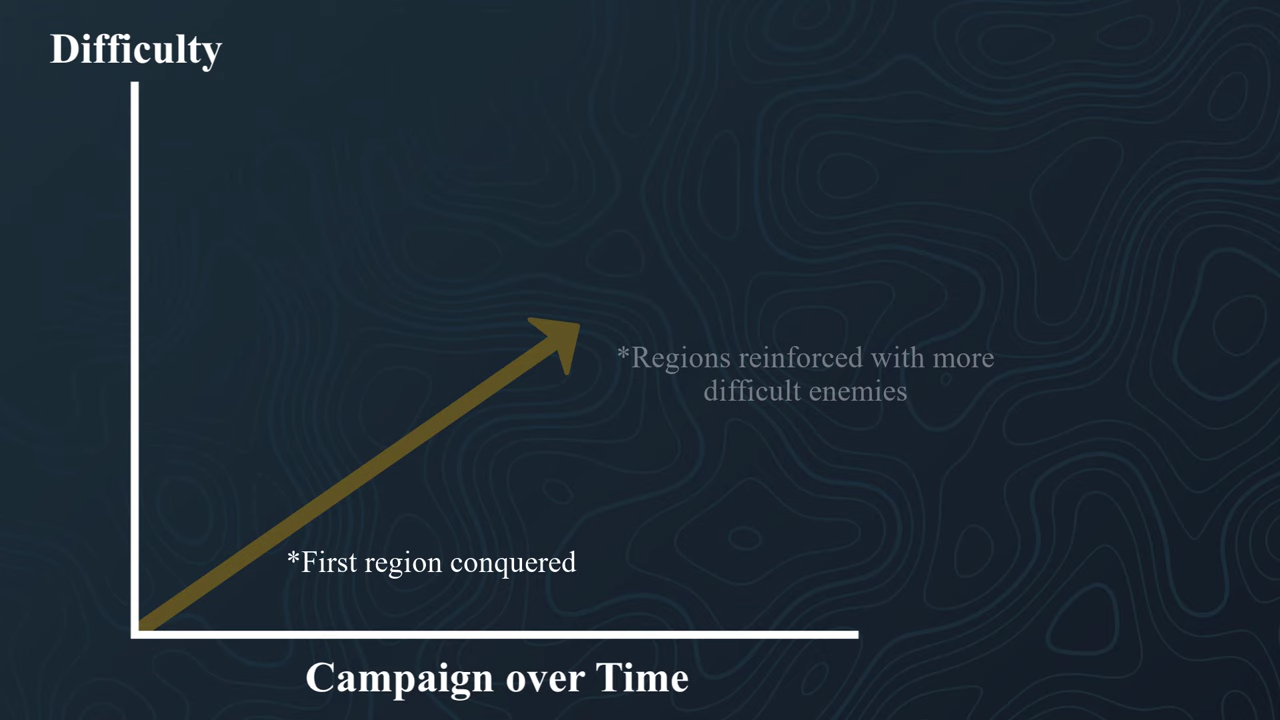 Difficulty
*Regions reinforced with more
difficult enemies
*First region conquered
Campaign over Time